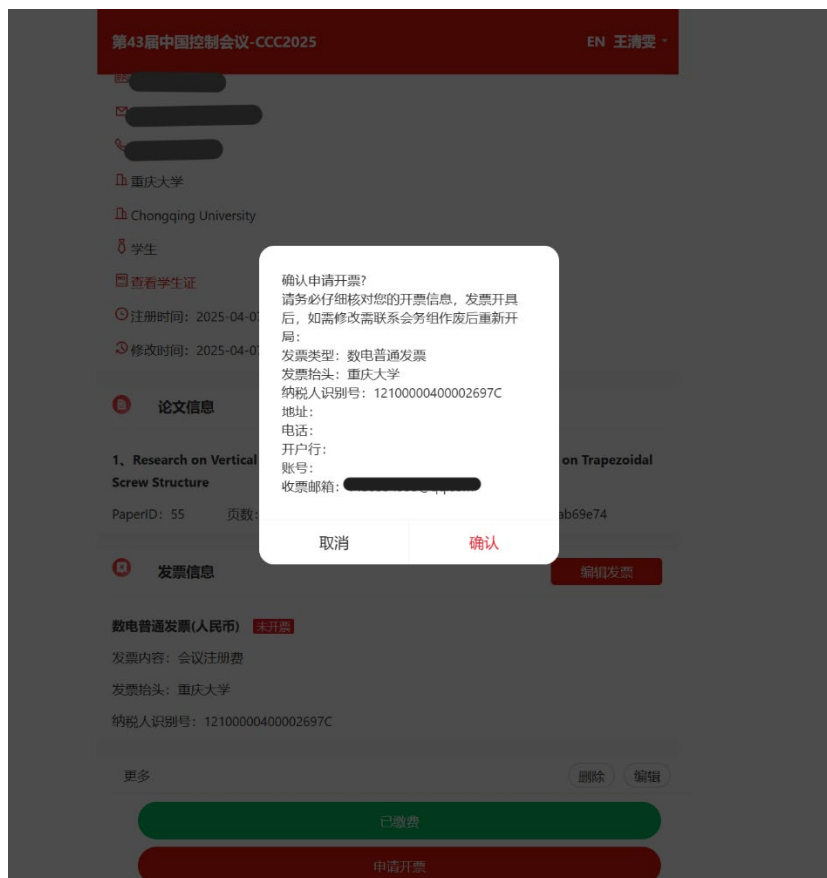 第43届中国控制会议-CCC2025
EN 王清雯
重庆大学
Chongqing University
学生
查看学生证
注册时间：2025-04-0
修改时间：2025-04-0
确认申请开票?
请务必仔细核对您的开票信息，发票开具
后，如需修改需联系会务组作废后重新开
局：
发票类型：数电普通发票
发票抬头：重庆大学
纳税人识别号：12100000400002697C
地址：
电话：
开户行：
账号：
收票邮箱：
取消
确认
论文信息
1、Research on Vertical
on Trapezoidal
Screw Structure
PaperID：55
页数：
ab69e74
发票信息
编辑发票
数电普通发票(人民币)
未开票
发票内容：会议注册费
发票抬头：重庆大学
纳税人识别号：12100000400002697C
更多
删除
编辑
已缴费
申请开票